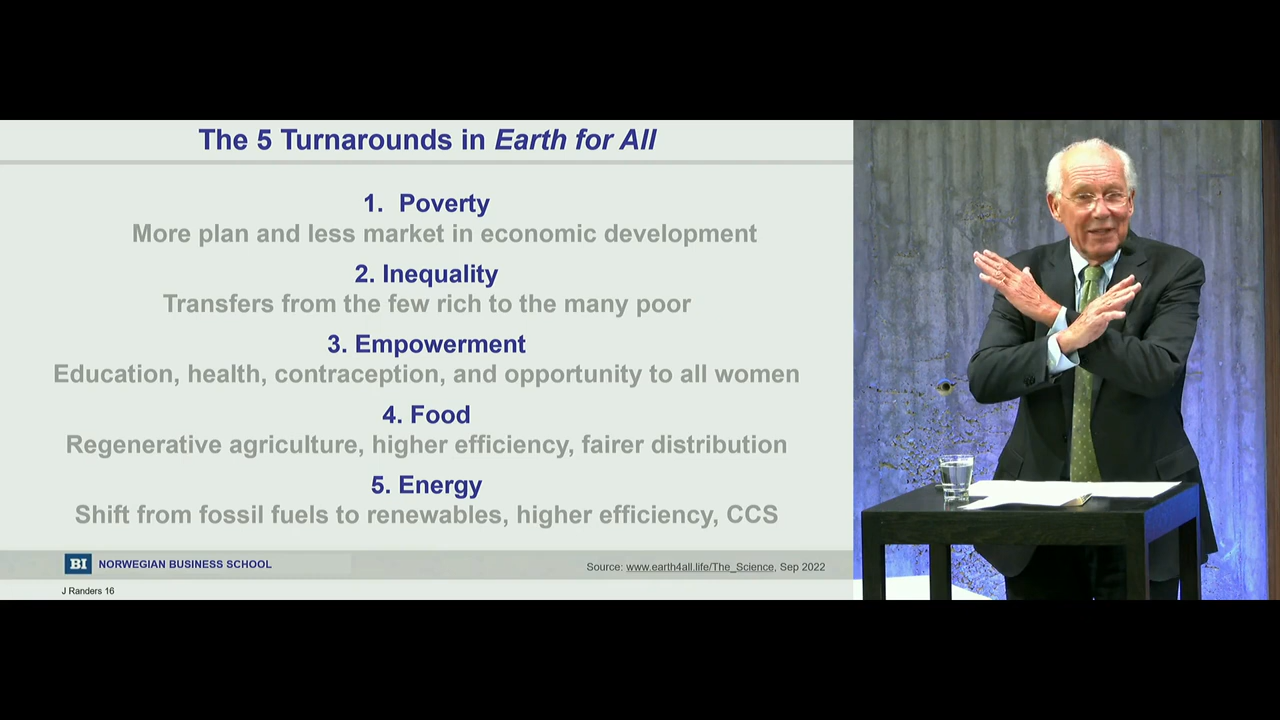 The 5 Turnarounds in Earth for All
1. Poverty
More plan and less market in economic development
2. Inequality
Transfers from the few rich to the many poor
3. Empowerment
Education, health, contraception, and opportunity to all women
4. Food
Regenerative agriculture, higher efficiency, fairer distribution
5. Energy
Shift from fossil fuels to renewables, higher efficiency, CCS
BI NORWEGIAN BUSINESS SCHOOL
Source: www.earth4all.life/The_Science, Sep 2022
J Randers 16